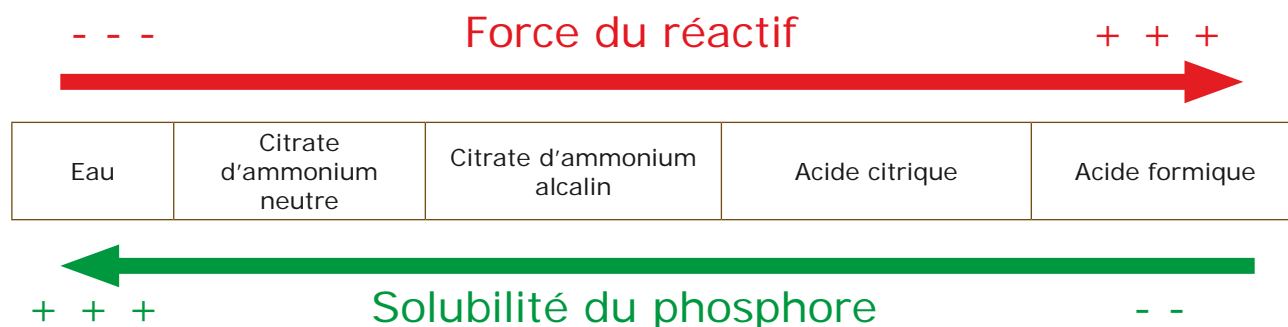 - - - Force du réactif + + +
Eau
Citrate
d'ammonium
neutre
Citrate d'ammonium
alcalin
Acide citrique
Acide formique
+ + + Solubilité du phosphore - -